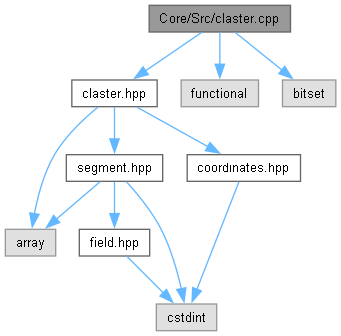 Core/Src/claster.cpp
claster.hpp
functional
bitset
segment.hpp
coordinates.hpp
array
field.hpp
cstdint